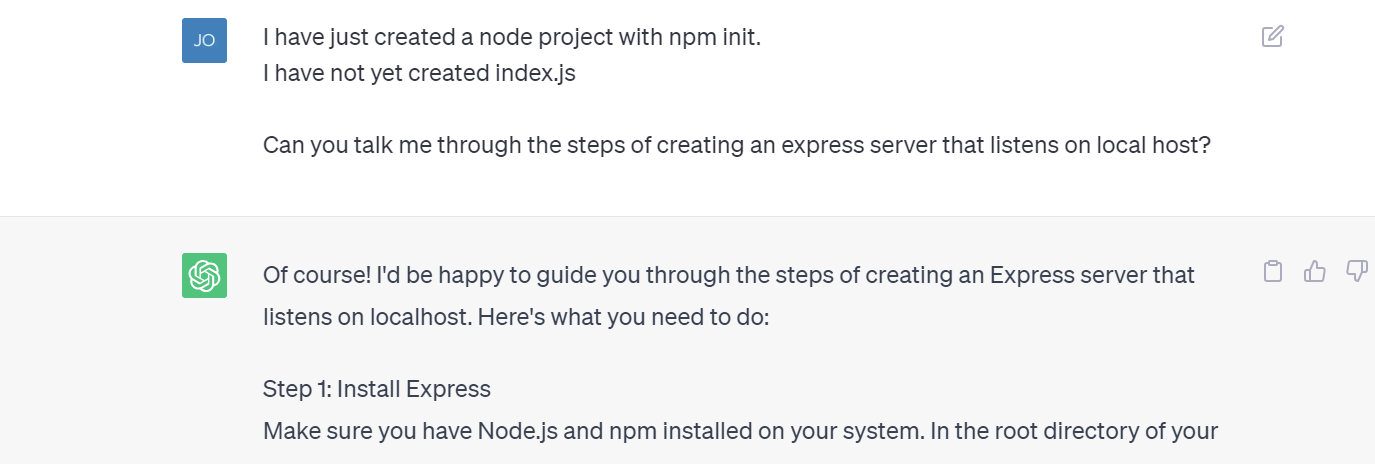 JO
I have just created a node project with npm init.
I have not yet created index.js
Can you talk me through the steps of creating an express server that listens on local host?
Of course! I'd be happy to guide you through the steps of creating an Express server that
listens on localhost. Here's what you need to do:
Step 1: Install Express
Make sure you have Node.js and npm installed on your system. In the root directory of your